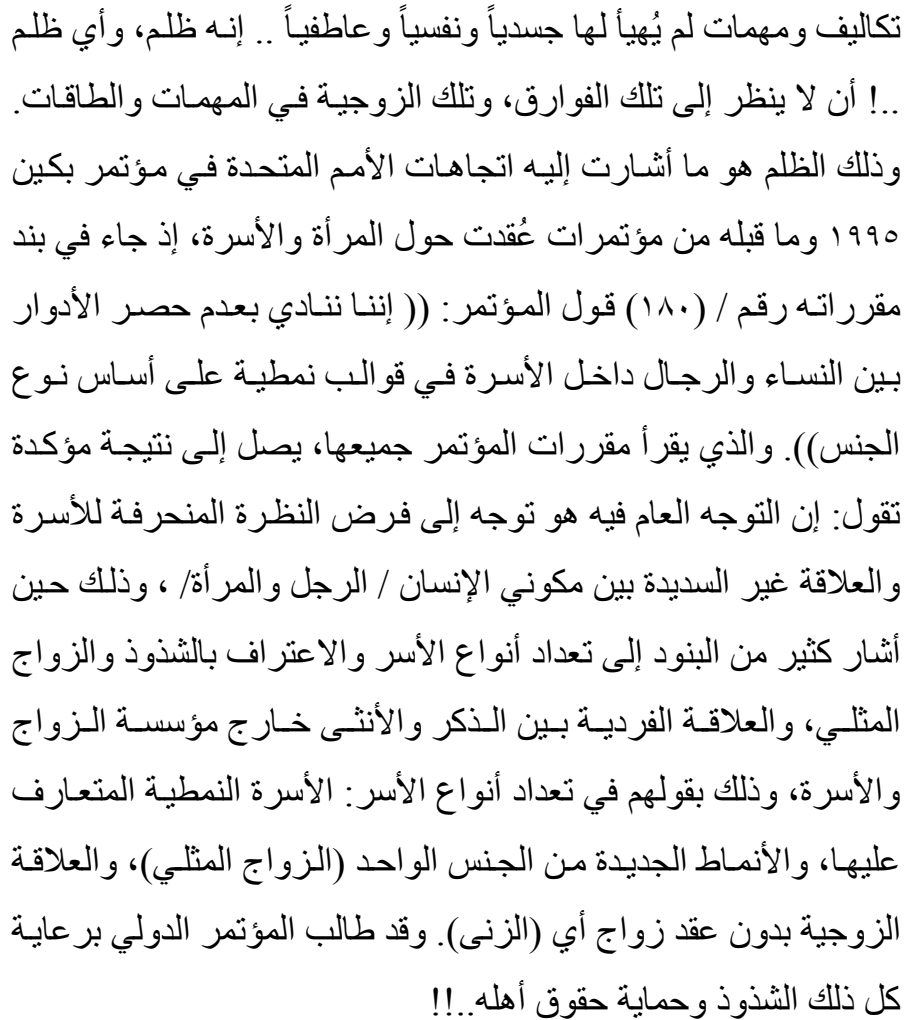 تكاليف ومهمات لم يُهيأ لها جسدياً ونفسياً وعاطفياً .. إنه ظلم، وأي ظلم
..! أن لا ينظر إلى تلك الفوارق، وتلك الزوجية في المهمات والطاقات.
وذلك الظلم هو ما أشارت إليه اتجاهات الأمم المتحدة في مؤتمر بكين
١٩٩٥ وما قبله من مؤتمرات عُقدت حول المرأة والأسرة، إذ جاء في بند
مقرراته رقم / (١٨٠) قول المؤتمر: (( إننا ننادي بعدم حصر الأدوار
بين النساء والرجال داخل الأسرة في قوالب نمطية على أساس نوع
الجنس)). والذي يقرأ مقررات المؤتمر جميعها، يصل إلى نتيجة مؤكدة
تقول: إن التوجه العام فيه هو توجه إلى فرض النظرة المنحرفة للأسرة
والعلاقة غير السديدة بين مكوني الإنسان / الرجل والمرأة/ ، وذلك حين
أشار كثير من البنود إلى تعداد أنواع الأسر والاعتراف بالشذوذ والزواج
المثلي، والعلاقة الفردية بين الذكر والأنثى خارج مؤسسة الزواج
والأسرة، وذلك بقولهم في تعداد أنواع الأسر: الأسرة النمطية المتعارف
عليها، والأنماط الجديدة من الجنس الواحد (الزواج المثلي)، والعلاقة
الزوجية بدون عقد زواج أي (الزنى). وقد طالب المؤتمر الدولي برعاية
كل ذلك الشذوذ وحماية حقوق أهله..!!